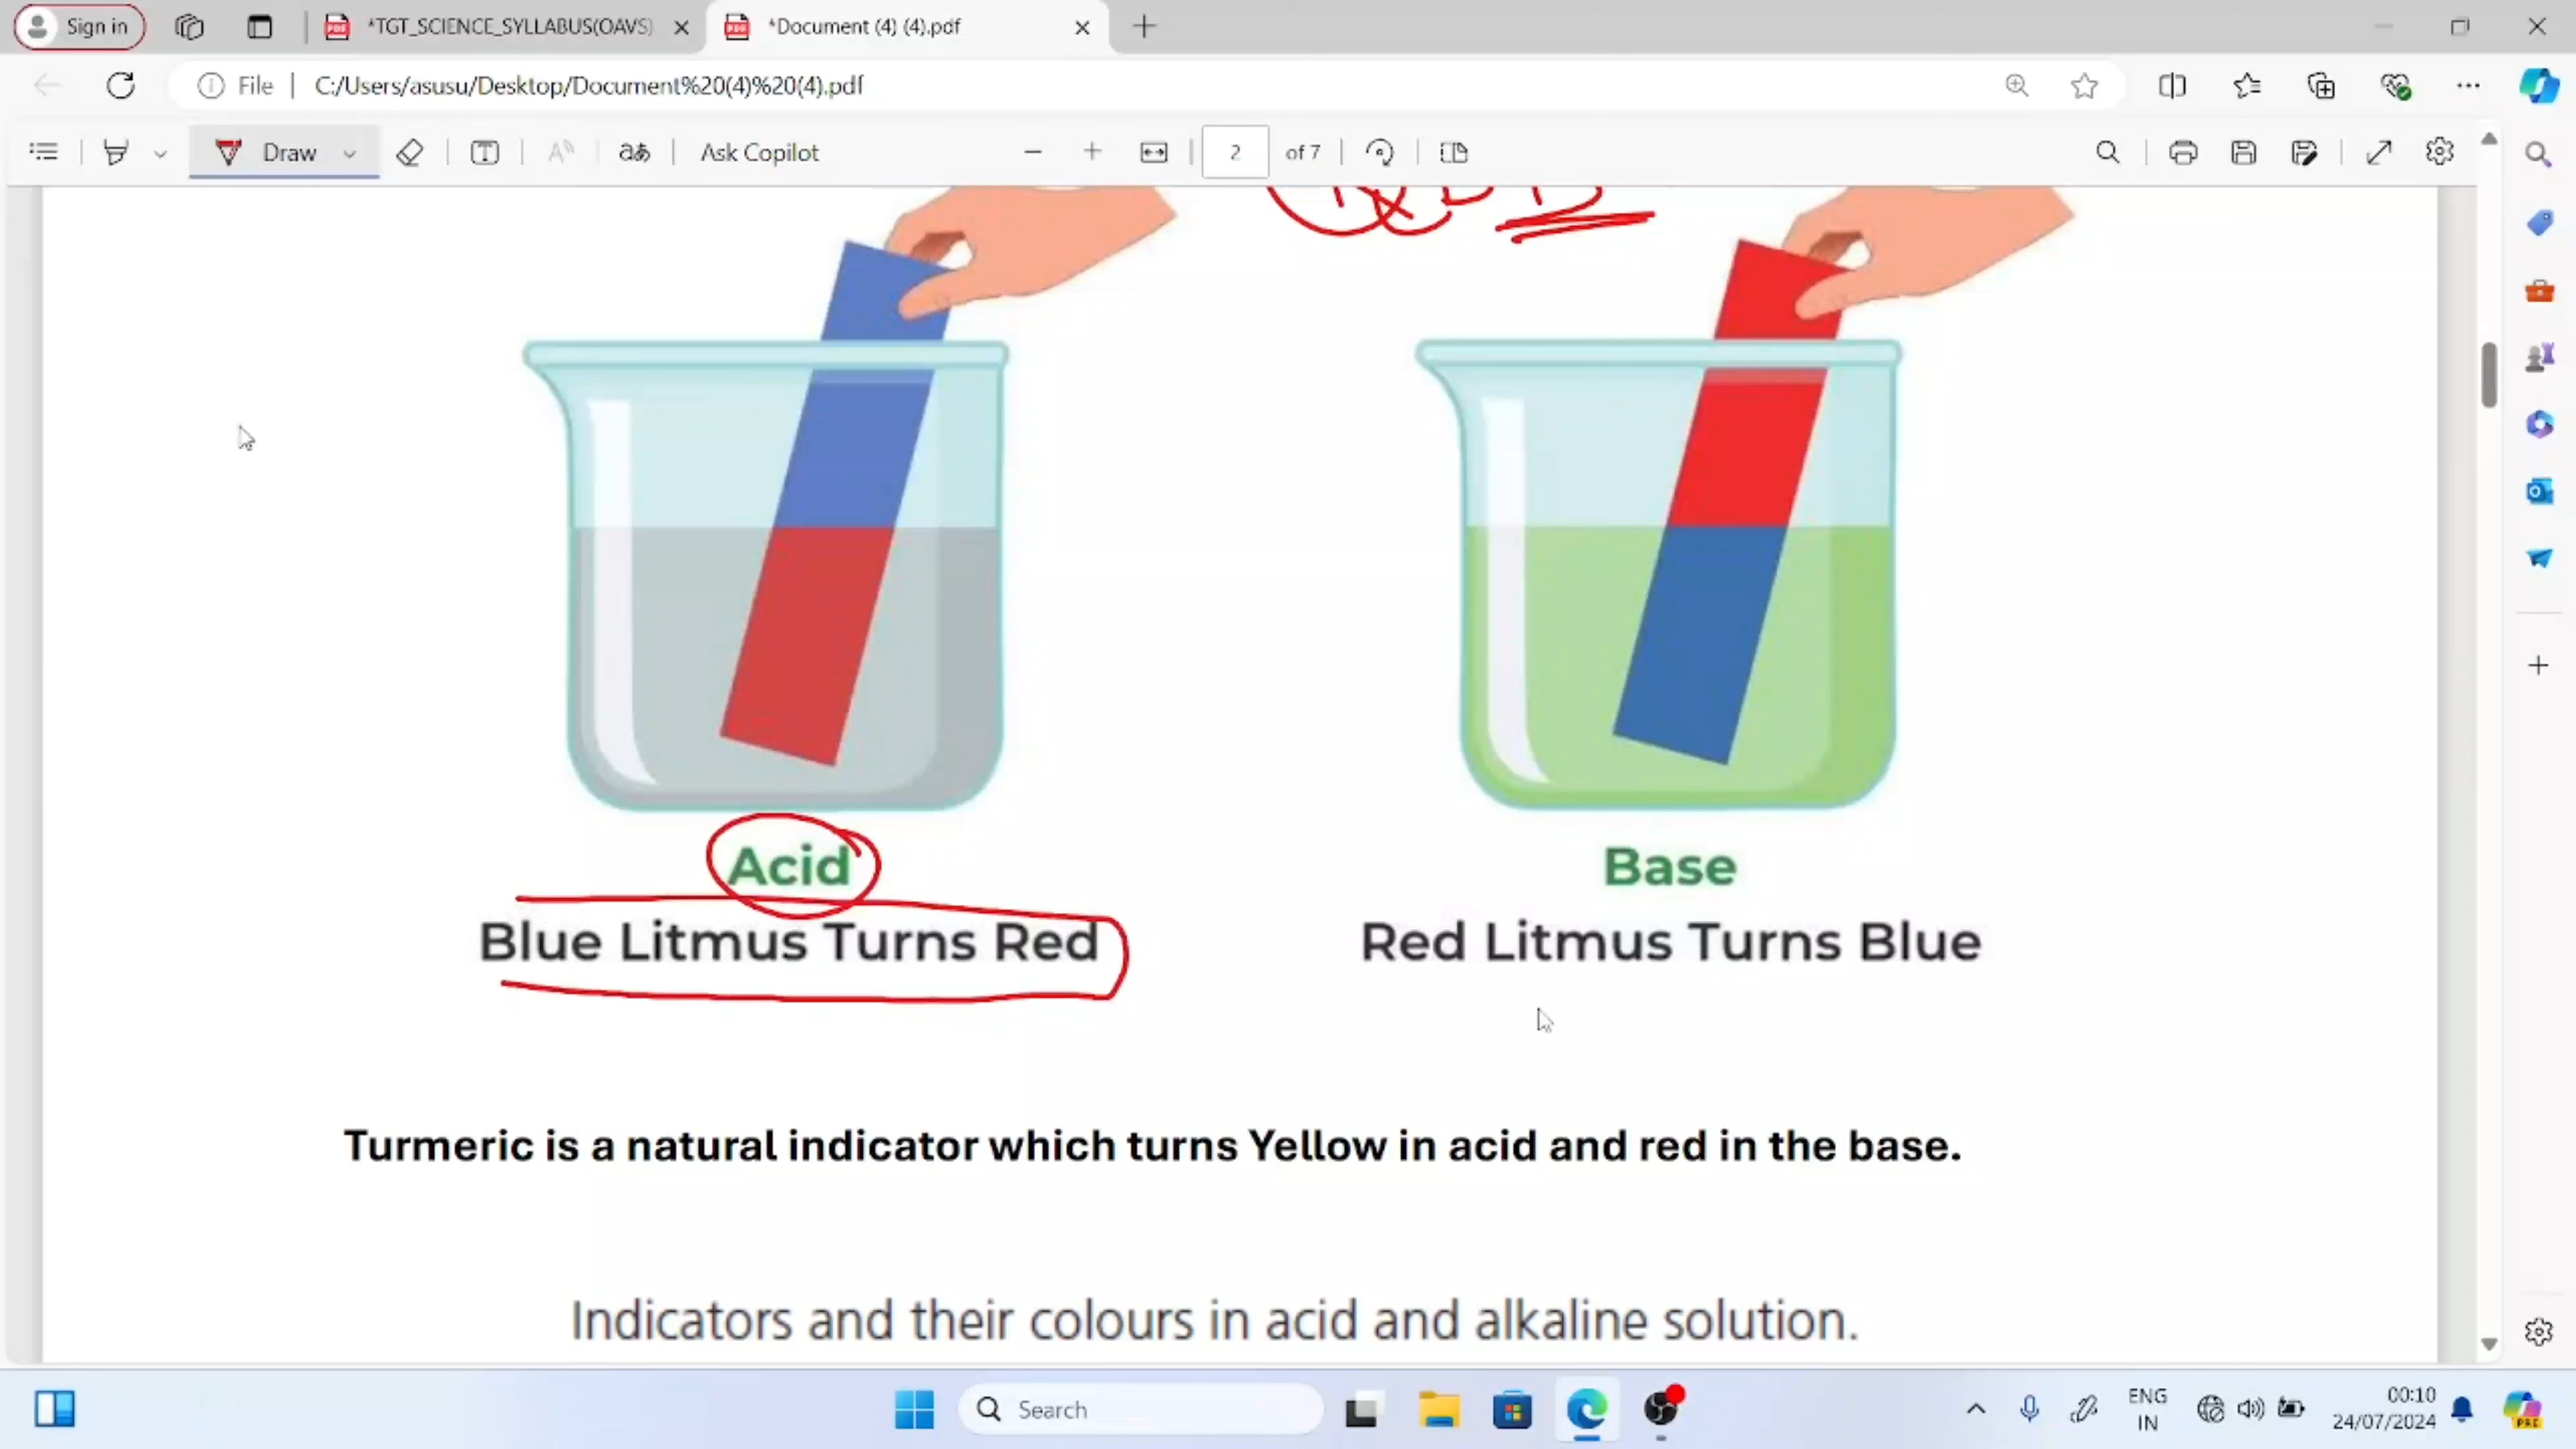 Sign in
*TGT_SCIENCE_SYLLABUS(OAVS)
*Document (4) (4).pdf
File
C:/Users/asusu/Desktop/Document%20(4)%20(4).pdf
Draw
aあ
Ask Copilot
2 of 7
Acid
Base
Blue Litmus Turns Red
Red Litmus Turns Blue
Turmeric is a natural indicator which turns Yellow in acid and red in the base.
Indicators and their colours in acid and alkaline solution.
Search
ENG
IN
00:10
24/07/2024
PRE